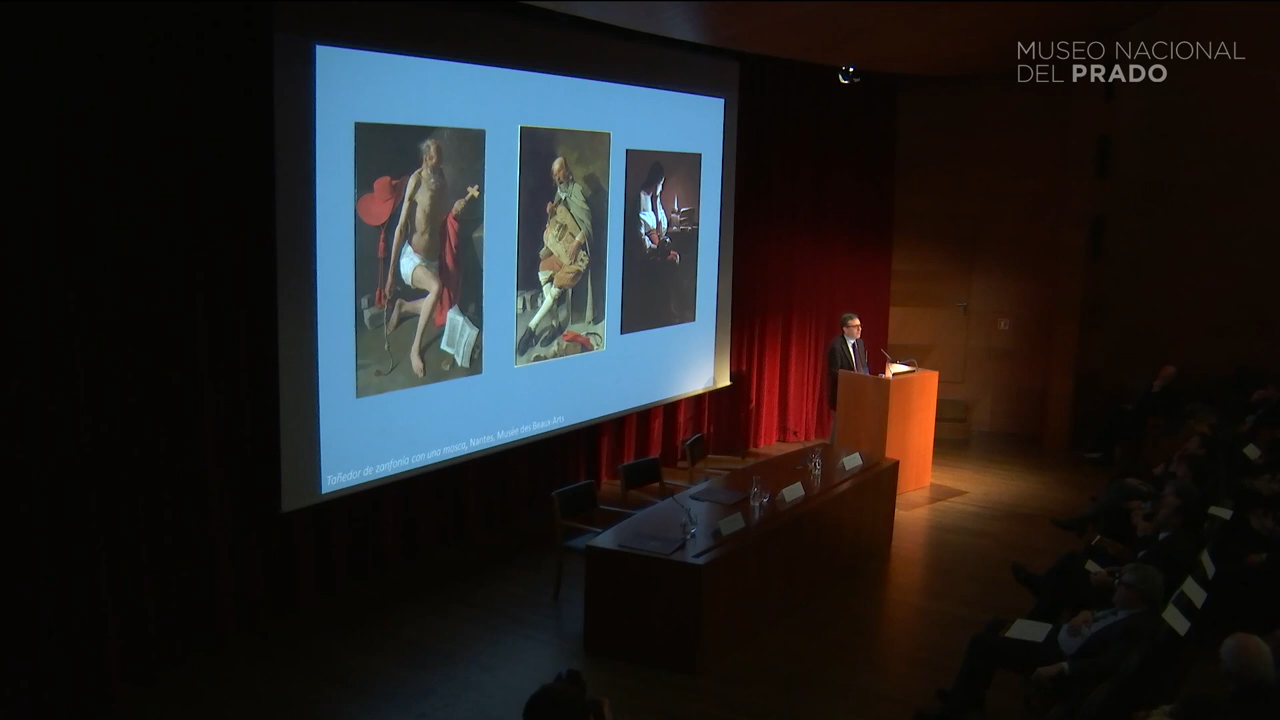 MUSEO NACIONAL
DEL PRADO
Tañedor de zanfonía con una mosca, Nantes, Musée des Beaux-Arts